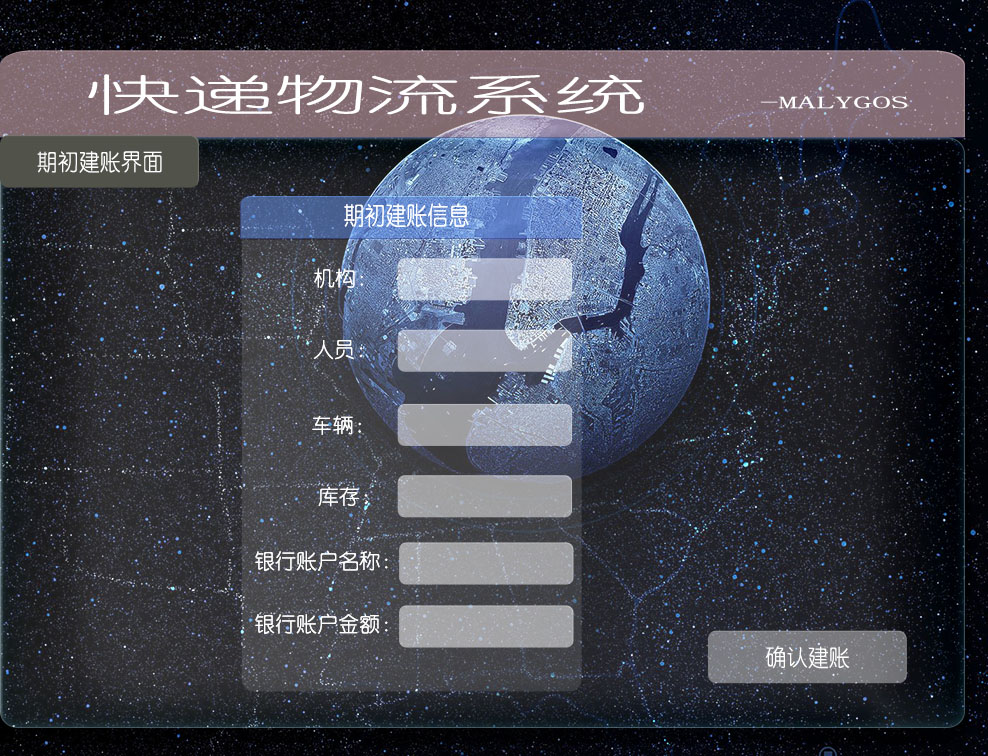 快递物流系统
—MALYGOS
期初建账界面
期初建账信息
机构：
人员：
车辆：
库存：
银行账户名称：
银行账户金额：
确认建账